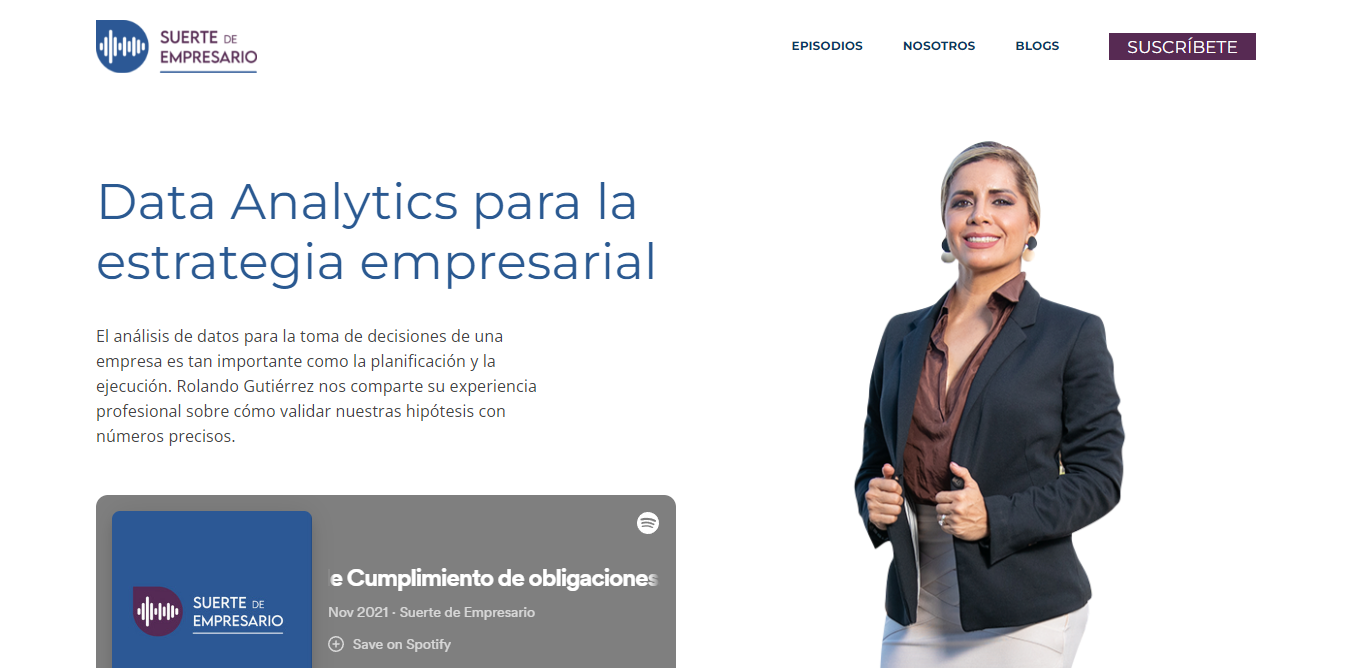 SUERTE DE
EMPRESARIO
EPISODIOS
NOSOTROS
BLOGS
SUSCRÍBETE
Data Analytics para la
estrategia empresarial
El análisis de datos para la toma de decisiones de una
empresa es tan importante como la planificación y la
ejecución. Rolando Gutiérrez nos comparte su experiencia
profesional sobre cómo validar nuestras hipótesis con
números precisos.
SUERTE DE
EMPRESARIO
e Cumplimiento de obligaciones
Nov 2021 · Suerte de Empresario
Save on Spotify